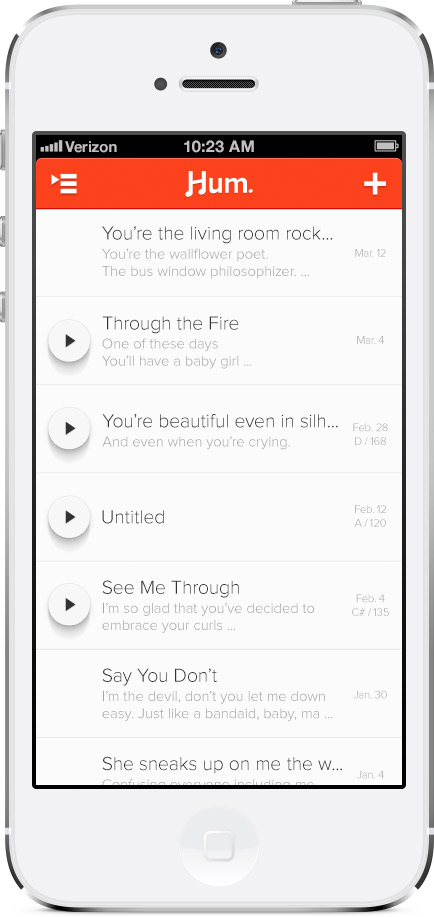 Verizon 10:23 AM
Hum.
You're the living room rock...
You're the wallflower poet.
The bus window philosophizer. ...
Mar. 12
Through the Fire
One of these days
You'll have a baby girl ...
Mar. 4
You're beautiful even in silh...
And even when you're crying.
Feb. 28
D / 168
Untitled
Feb. 12
A / 120
See Me Through
I'm so glad that you've decided to
embrace your curls ...
Feb. 4
C# / 135
Say You Don't
I'm the devil, don't you let me down
easy. Just like a bandaid, baby, ma ...
Jan. 30
She sneaks up on me the w...
Confusing everyone including me
Jan. 4